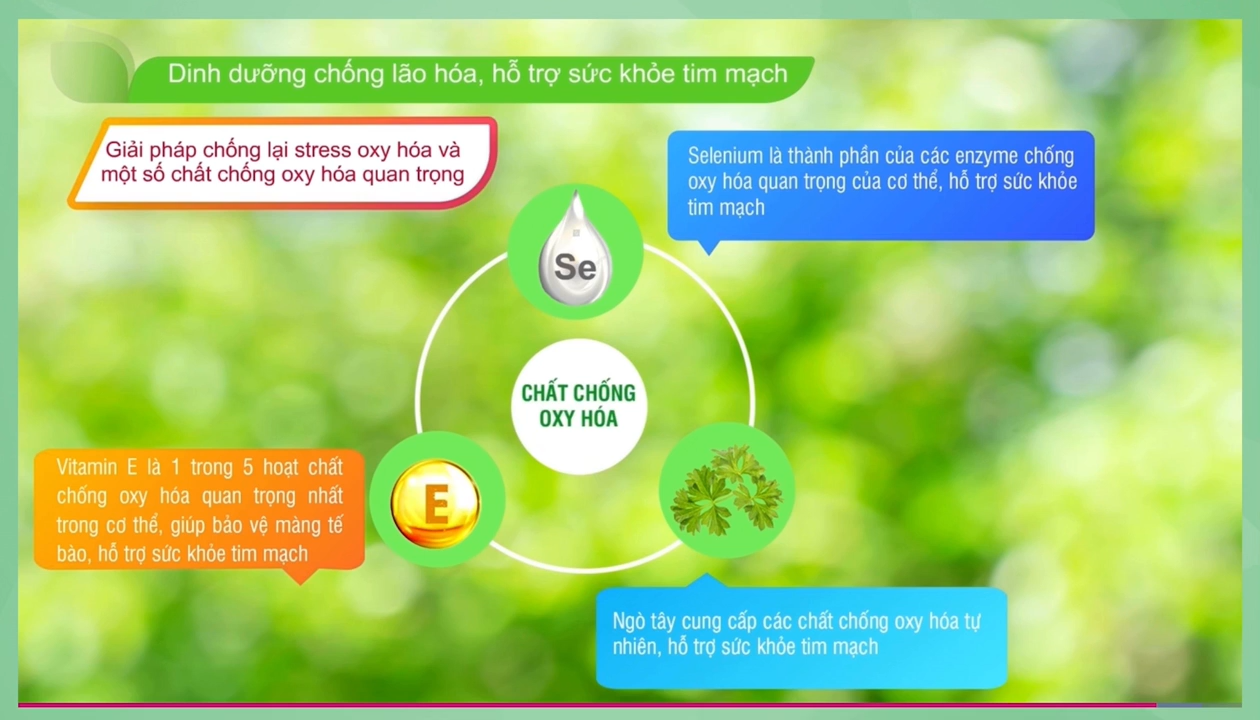 Dinh dưỡng chống lão hóa, hỗ trợ sức khỏe tim mạch
Giải pháp chống lại stress oxy hóa và
một số chất chống oxy hóa quan trọng
Selenium là thành phần của các enzyme chống
oxy hóa quan trọng của cơ thể, hỗ trợ sức khỏe
tim mạch
Se
CHẤT CHỐNG
OXY HÓA
Vitamin E là 1 trong 5 hoạt chất
chống oxy hóa quan trọng nhất
trong cơ thể, giúp bảo vệ màng tế
bào, hỗ trợ sức khỏe tim mạch
E
Ngò tây cung cấp các chất chống oxy hóa tự
nhiên, hỗ trợ sức khỏe tim mạch